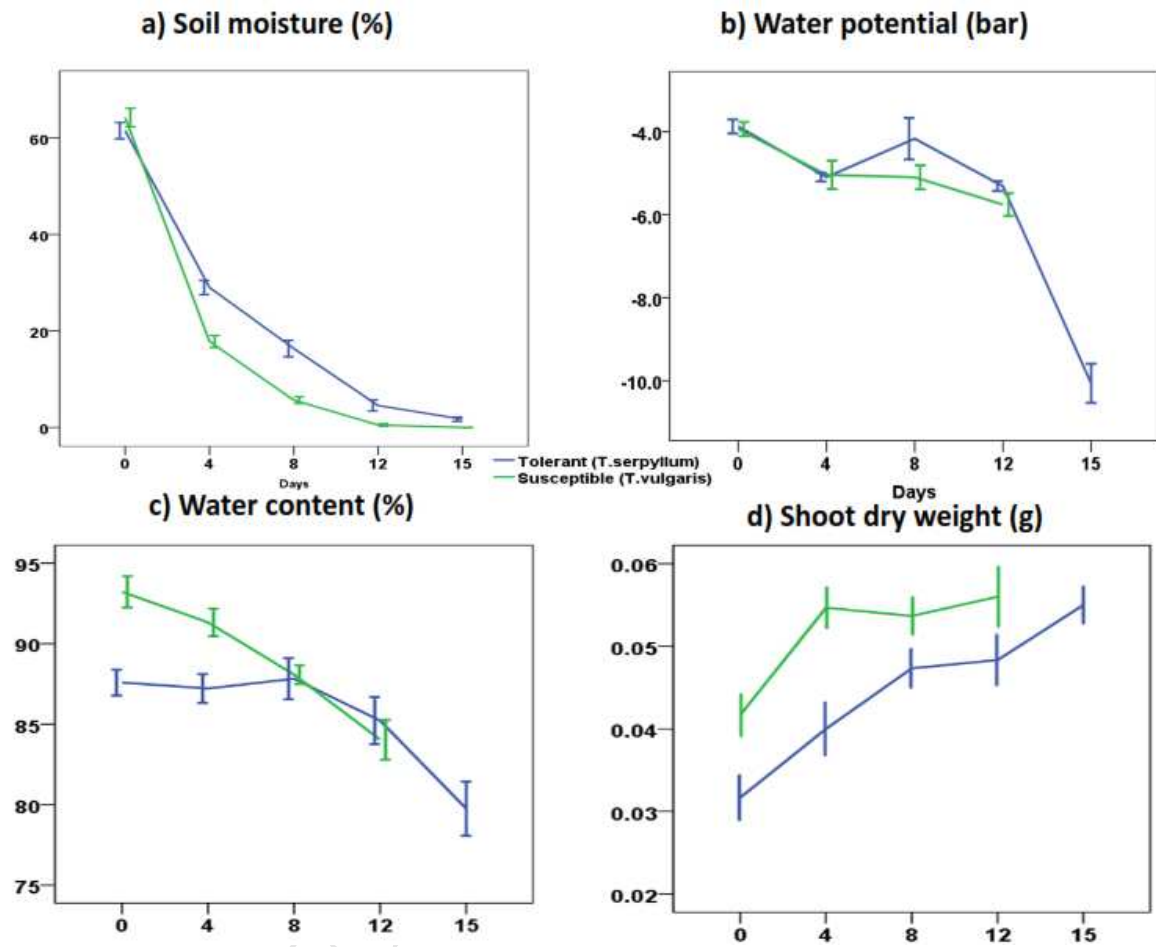 a) Soil moisture (%)
60
40
20
0
0 4 8 12 15
Days
b) Water potential (bar)
-4.0
-6.0
-8.0
-10.0
0 4 8 12 15
Days
Tolerant (T.serpyllum)
Susceptible (T.vulgaris)
c) Water content (%)
95
90
85
80
75
0 4 8 12 15
d) Shoot dry weight (g)
0.06
0.05
0.04
0.03
0.02
0 4 8 12 15